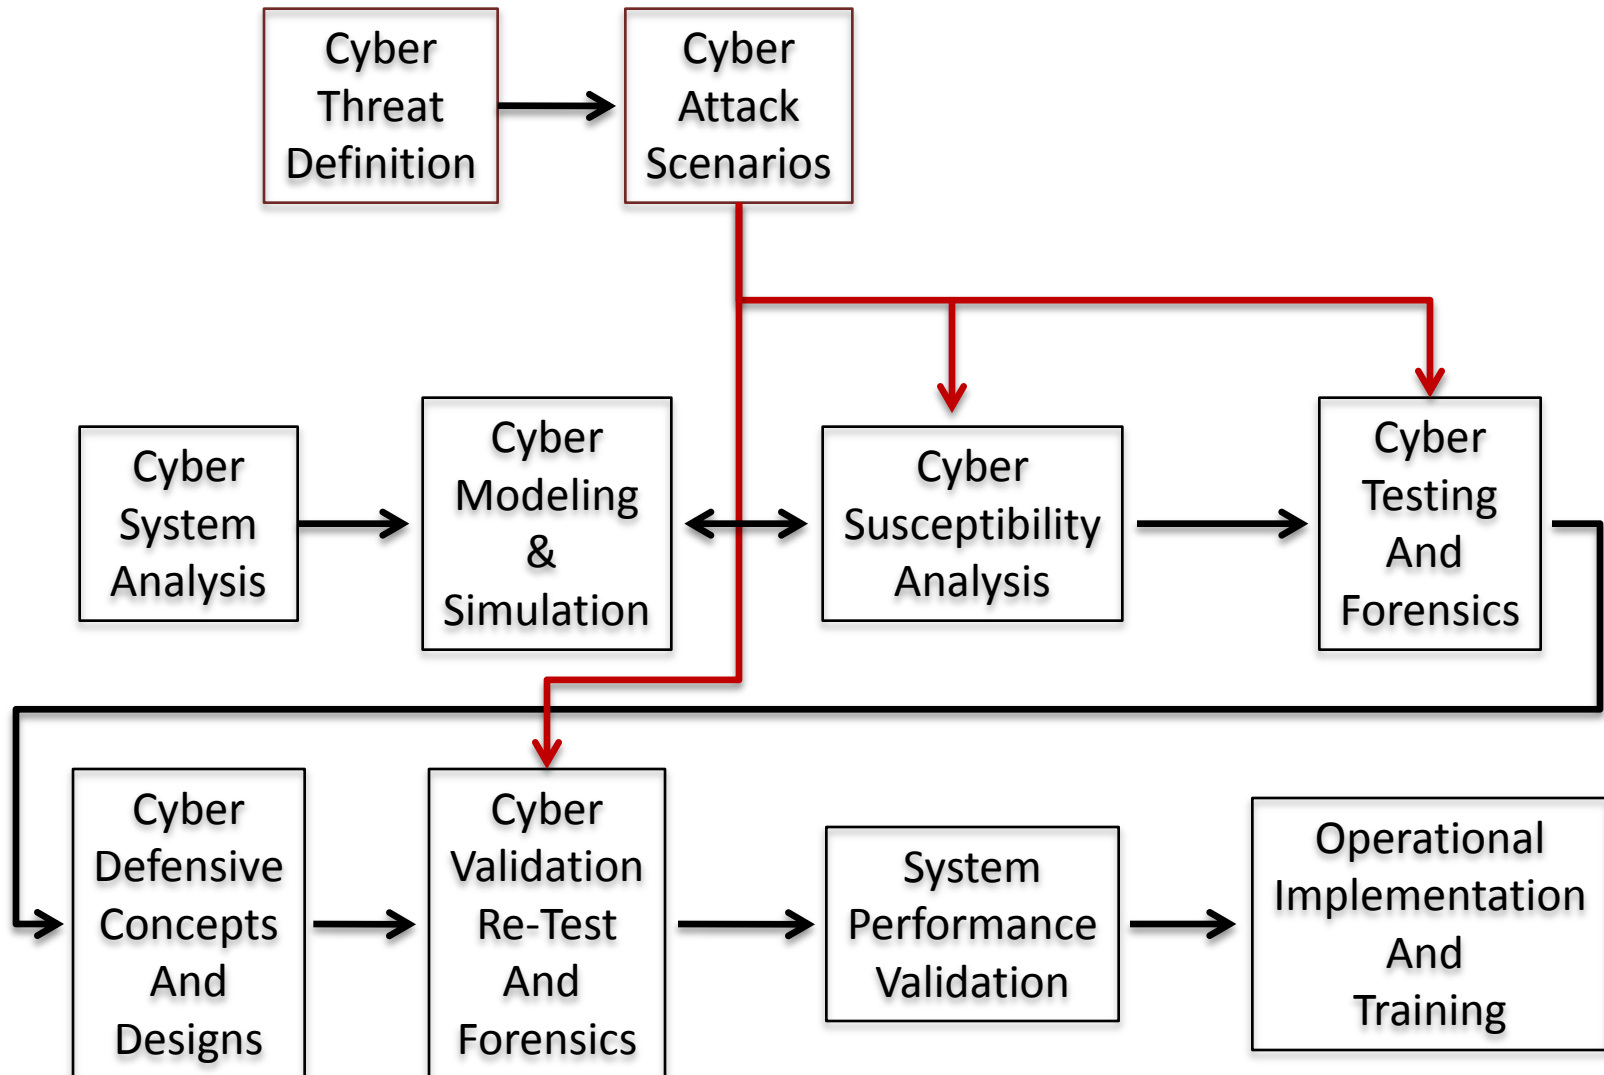 Cyber
Threat
Definition
Cyber
Attack
Scenarios
Cyber
System
Analysis
Cyber
Modeling
&
Simulation
Cyber
Susceptibility
Analysis
Cyber
Testing
And
Forensics
Cyber
Defensive
Concepts
And
Designs
Cyber
Validation
Re-Test
And
Forensics
System
Performance
Validation
Operational
Implementation
And
Training